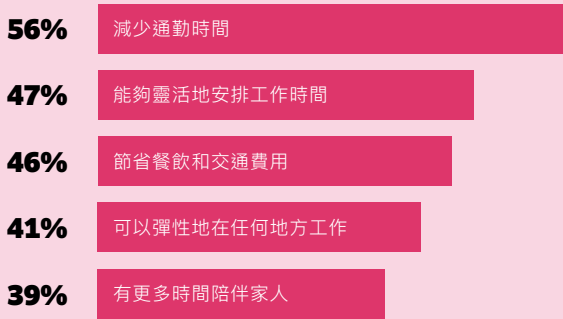 56% 減少通勤時間
47% 能夠靈活地安排工作時間
46% 節省餐飲和交通費用
41% 可以彈性地在任何地方工作
39% 有更多時間陪伴家人